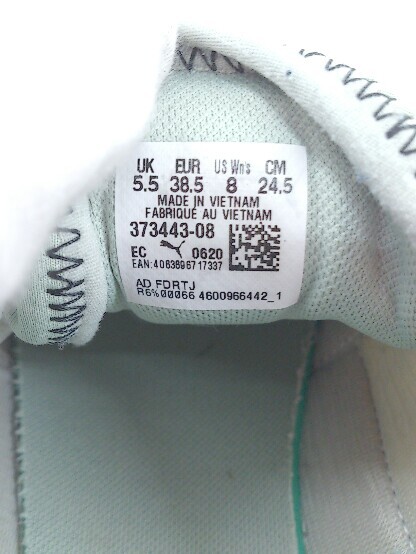 UK EUR US Wn's CM
5.5 38.5 8 24.5
MADE IN VIETNAM
FABRIQUÉ AU VIETNAM
373443-08
EC 0620
EAN:4063696717337
AD FDRTJ
R6%00066 4600966442_1